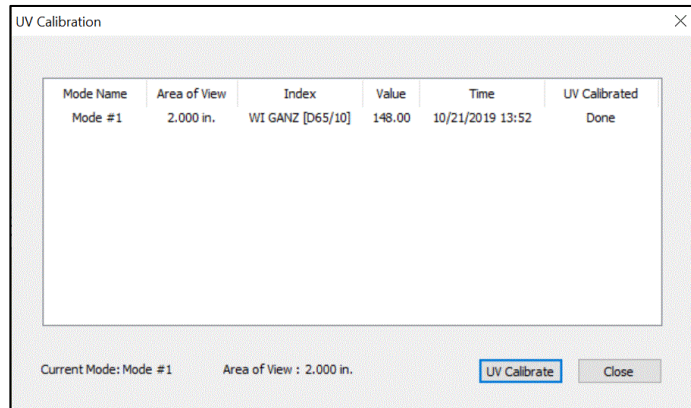 UV Calibration
Mode Name Area of View Index Value Time UV Calibrated
Mode #1 2.000 in. WI GANZ [D65/10] 148.00 10/21/2019 13:52 Done
Current Mode: Mode #1 Area of View : 2.000 in. UV Calibrate Close